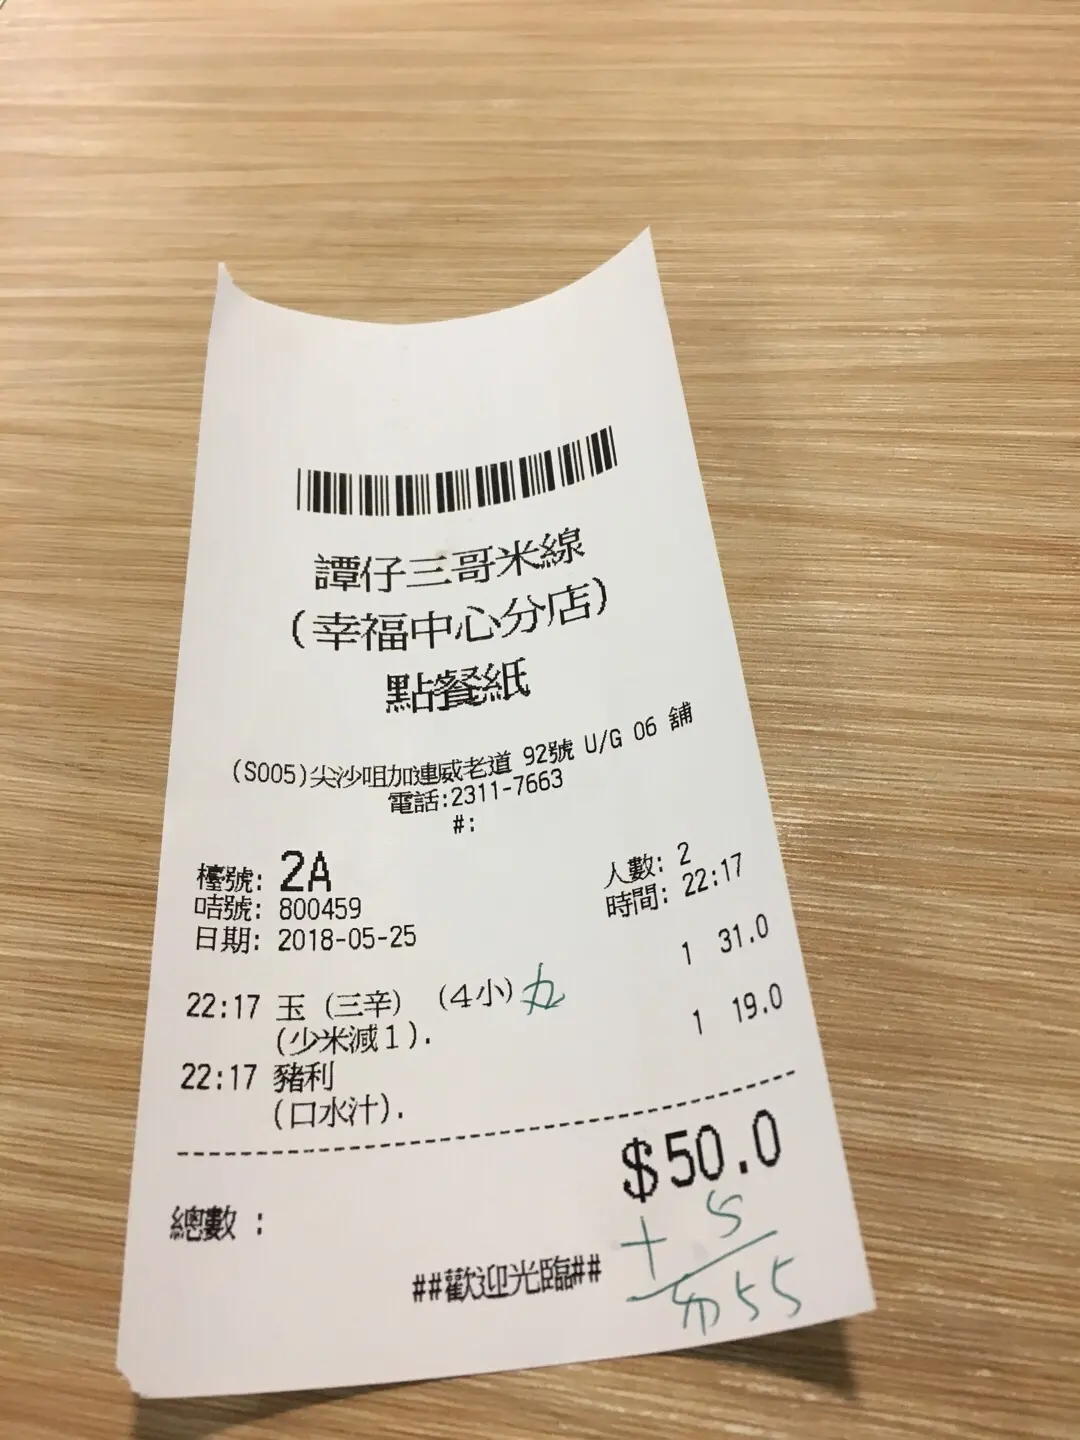 譚仔三哥米線
(幸福中心分店)
點餐紙
(S005)尖沙咀加連威老道 92號 U/G 06 舖
電話:2311-7663
#:
檯號: 2A 人數: 2
咭號: 800459 時間: 22:17
日期: 2018-05-25
22:17 玉 (三辛) (4小) 1 31.0
(少米減1).
22:17 豬利 1 19.0
(口水汁).
總數 : $50.0
+ 5
55
##歡迎光臨##